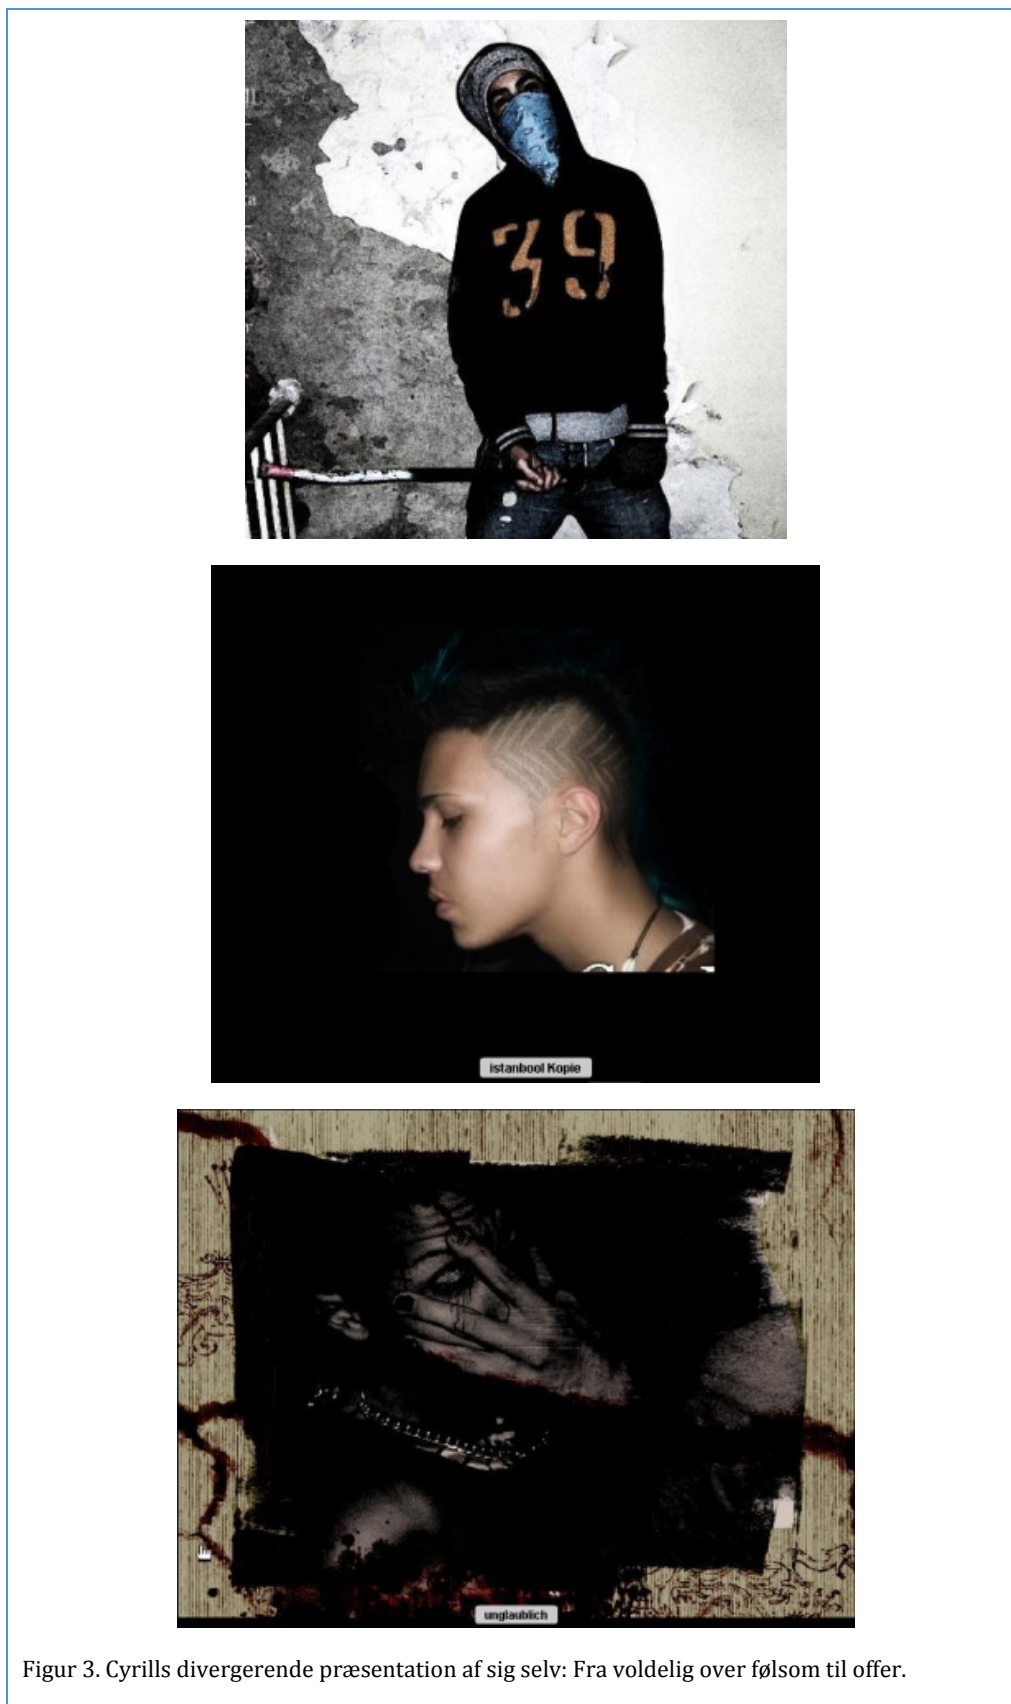 39
istanbool Kopie
unglaublich
Figur 3. Cyrills divergerende præsentation af sig selv: Fra voldelig over følsom til offer.